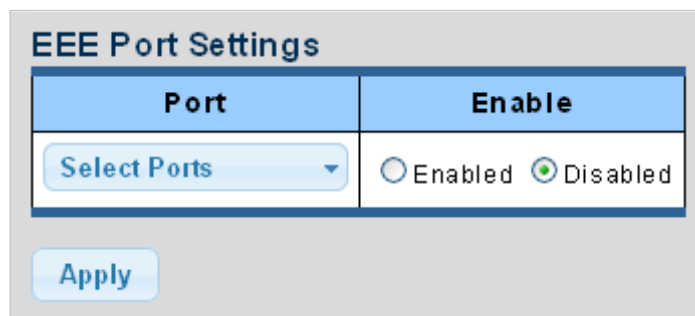 EEE Port Settings
Port Enable
Select Ports Enabled Disabled
Apply